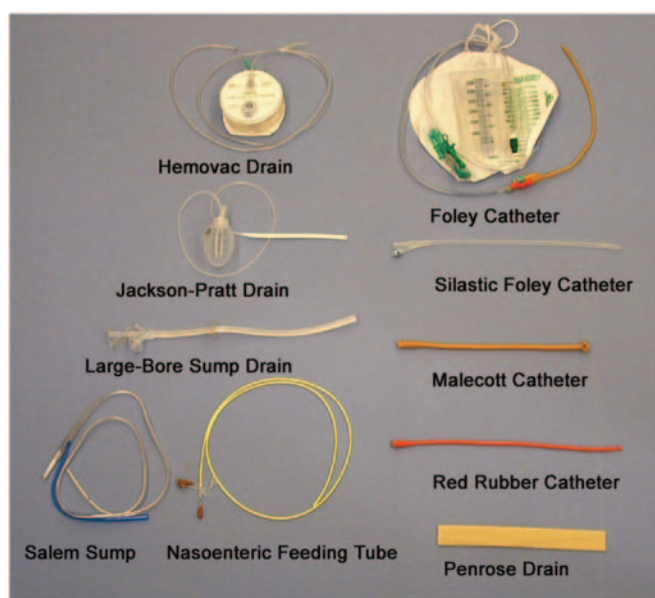 Hemovac Drain
Foley Catheter
Jackson-Pratt Drain
Silastic Foley Catheter
Large-Bore Sump Drain
Malecott Catheter
Red Rubber Catheter
Salem Sump
Nasoenteric Feeding Tube
Penrose Drain